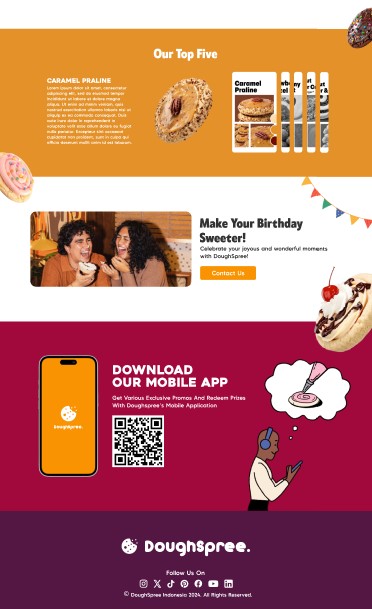 Our Top Five
CARAMEL PRALINE
Lorem ipsum dolor sit amet, consectetur
adipiscing elit, sed do eiusmod tempor
incididunt ut labore et dolore magna
aliqua. Ut enim ad minim veniam, quis
nostrud exercitation ullamco laboris nisi ut
aliquip ex ea commodo consequat. Duis
aute irure dolor in reprehenderit in
voluptate velit esse cillum dolore eu fugiat
nulla pariatur. Excepteur sint occaecat
cupidatat non proident, sunt in culpa qui
officia deserunt mollit anim id est laborum.
Caramel
Praline
Make Your Birthday
Sweeter!
Celebrate your joyous and wonderful moments
with DoughSpree!
Contact Us
DOWNLOAD
OUR MOBILE APP
Get Various Exclusive Promos And Redeem Prizes
With Doughspree's Mobile Application
DoughSpree.
DoughSpree.
Follow Us On
© DoughSpree Indonesia 2024. All Rights Reserved.